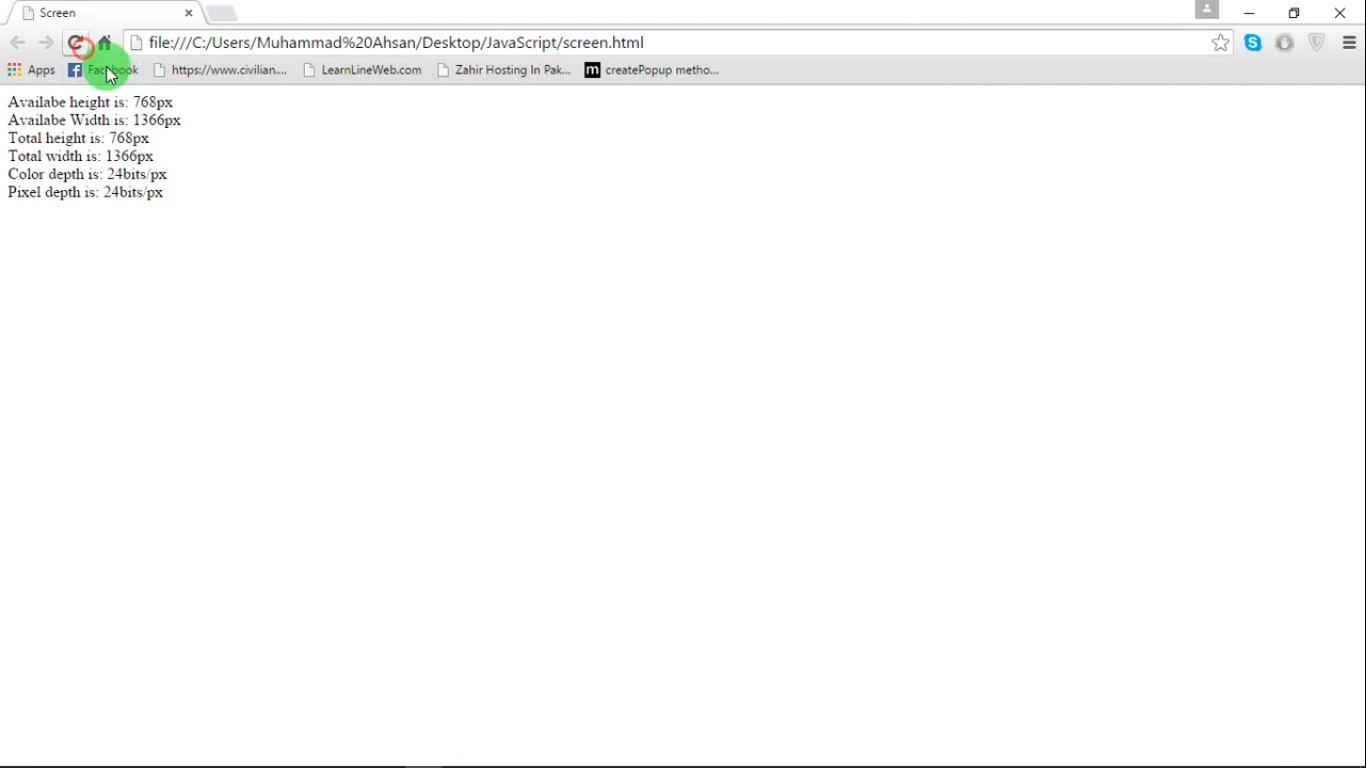 Screen
file:///C:/Users/Muhammad%20Ahsan/Desktop/JavaScript/screen.html
Apps Facebook https://www.civilian.... LearnLineWeb.com Zahir Hosting In Pak... m createPopup metho...
Availabe height is: 768px
Availabe Width is: 1366px
Total height is: 768px
Total width is: 1366px
Color depth is: 24bits/px
Pixel depth is: 24bits/px